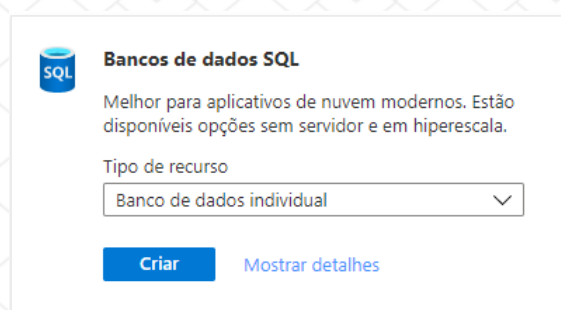 SQL
Bancos de dados SQL
Melhor para aplicativos de nuvem modernos. Estão
disponíveis opções sem servidor e em hiperescala.
Tipo de recurso
Banco de dados individual
Criar
Mostrar detalhes